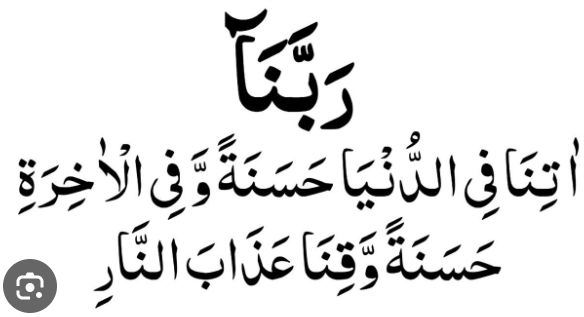 رَبَّنَآ
اٰتِنَا فِی الدُّنْیَا حَسَنَةً وَّ فِی الْاٰخِرَةِ
حَسَنَةً وَّقِنَا عَذَابَ النَّارِ